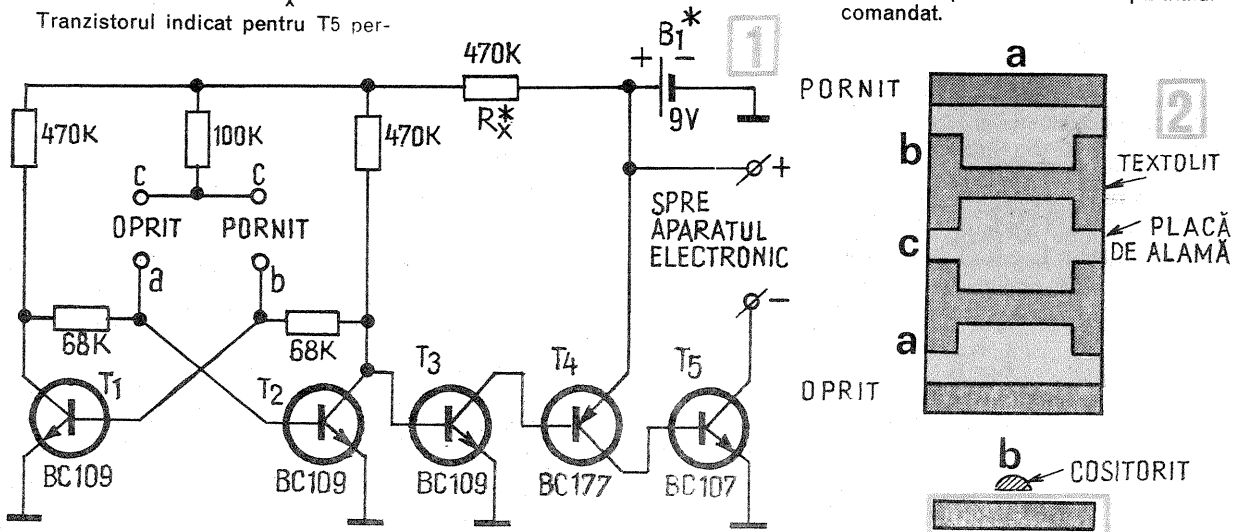 x
Tranzistorul indicat pentru T5 per-
comandat.
B1* 1
470K
+ -
Rx*
9V
470K
100K
470K
C C
OPRIT PORNIT
a b
68K 68K
+
SPRE
APARATUL
ELECTRONIC
-
T1
T2
T3
T4
T5
BC109
BC109
BC109
BC177
BC107
a
PORNIT
2
b
TEXTOLIT
c
PLACĂ
DE ALAMĂ
a
OPRIT
b
COSITORIT